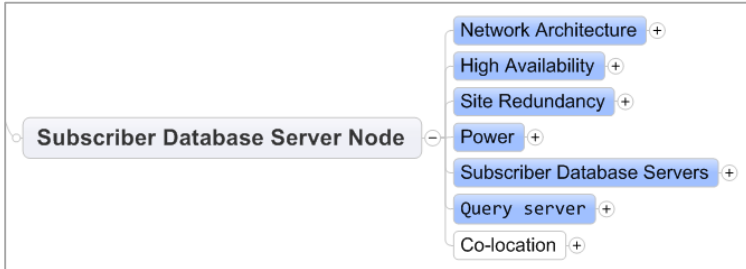 Network Architecture
High Availability
Site Redundancy
Subscriber Database Server Node
Power
Subscriber Database Servers
Query server
Co-location